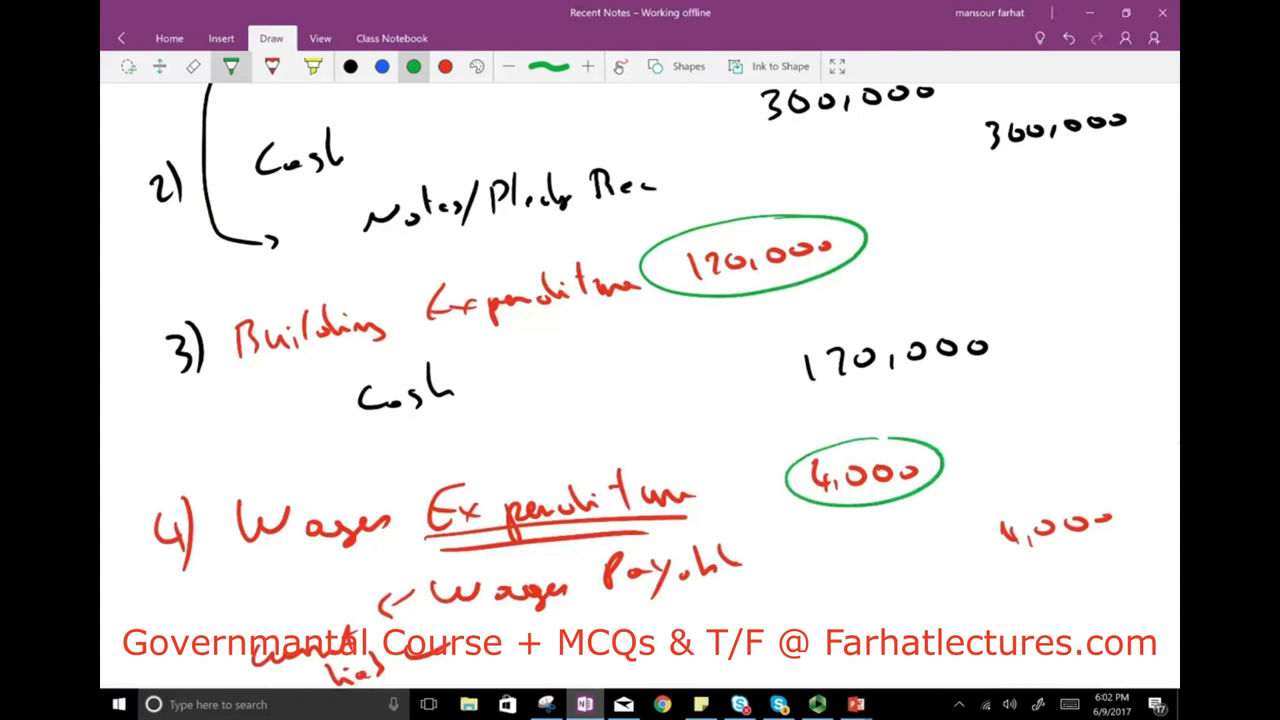 Recent Notes – Working offline
mansour farhat
Home Insert Draw View Class Notebook
Shapes Ink to Shape
300,000
300,000
2) Cash
Notes/Pledge Rec
120,000
3) Building Expenditure
120,000
Cash
4,000
4) Wages Expenditure
4,000
Wages Payable
Governmantal Course + MCQs & T/F @ Farhatlectures.com
Type here to search
6:02 PM
6/9/2017
17